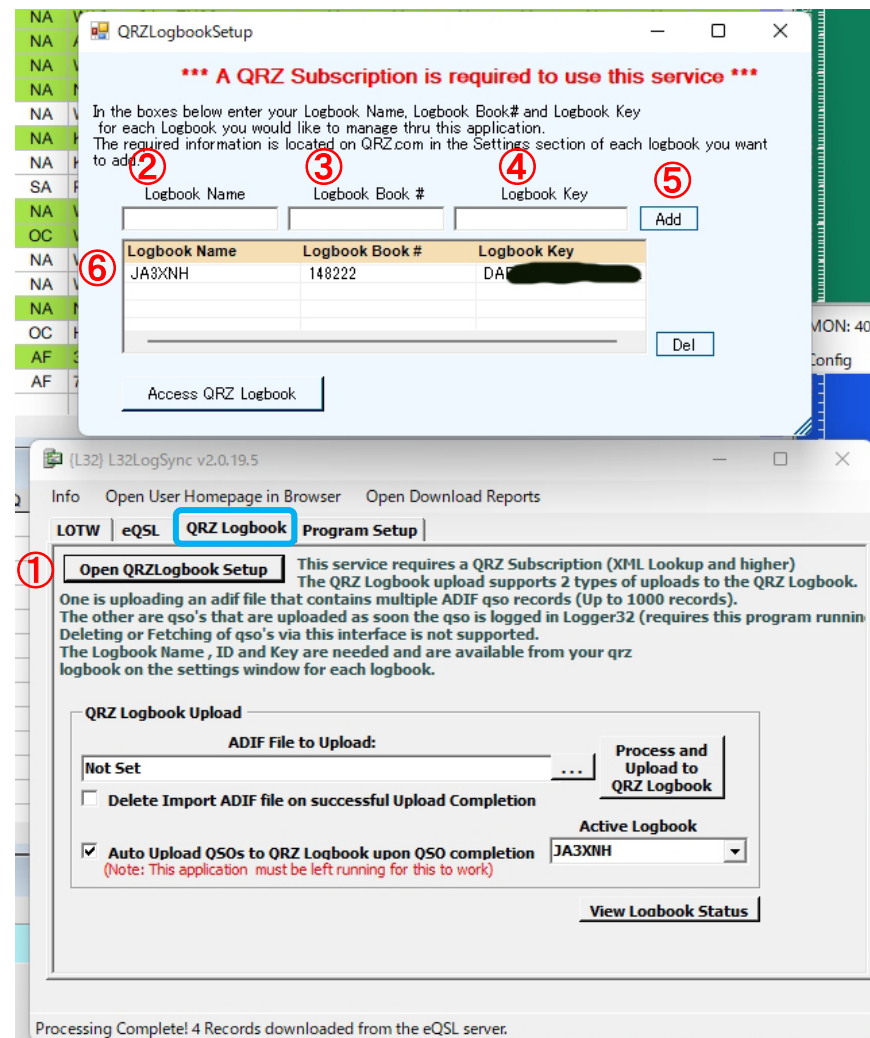 NA
NA
NA
NA
NA
NA
NA
SA
NA
OC
NA
NA
NA
OC
AF
AF
QRZLogbookSetup
*** A QRZ Subscription is required to use this service ***
In the boxes below enter your Logbook Name, Logbook Book# and Logbook Key
for each Logbook you would like to manage thru this application.
The required information is located on QRZ.com in the Settings section of each logbook you want
to add.
② ③ ④ ⑤
Logbook Name Logbook Book # Logbook Key
Add
⑥
Logbook Name Logbook Book # Logbook Key
JA3XNH 148222 DA
Del
Access QRZ Logbook
MON: 40
Config
{L32} L32LogSync v2.0.19.5
Info Open User Homepage in Browser Open Download Reports
LOTW eQSL QRZ Logbook Program Setup
①
Open QRZLogbook Setup
This service requires a QRZ Subscription (XML Lookup and higher)
The QRZ Logbook upload supports 2 types of uploads to the QRZ Logbook.
One is uploading an adif file that contains multiple ADIF qso records (Up to 1000 records).
The other are qso's that are uploaded as soon the qso is logged in Logger32 (requires this program runnin
Deleting or Fetching of qso's via this interface is not supported.
The Logbook Name , ID and Key are needed and are available from your qrz
logbook on the settings window for each logbook.
QRZ Logbook Upload
ADIF File to Upload:
Not Set
...
Process and
Upload to
QRZ Logbook
Delete Import ADIF file on successful Upload Completion
Active Logbook
Auto Upload QSOs to QRZ Logbook upon QSO completion
JA3XNH
(Note: This application must be left running for this to work)
View Logbook Status
Processing Complete! 4 Records downloaded from the eQSL server.